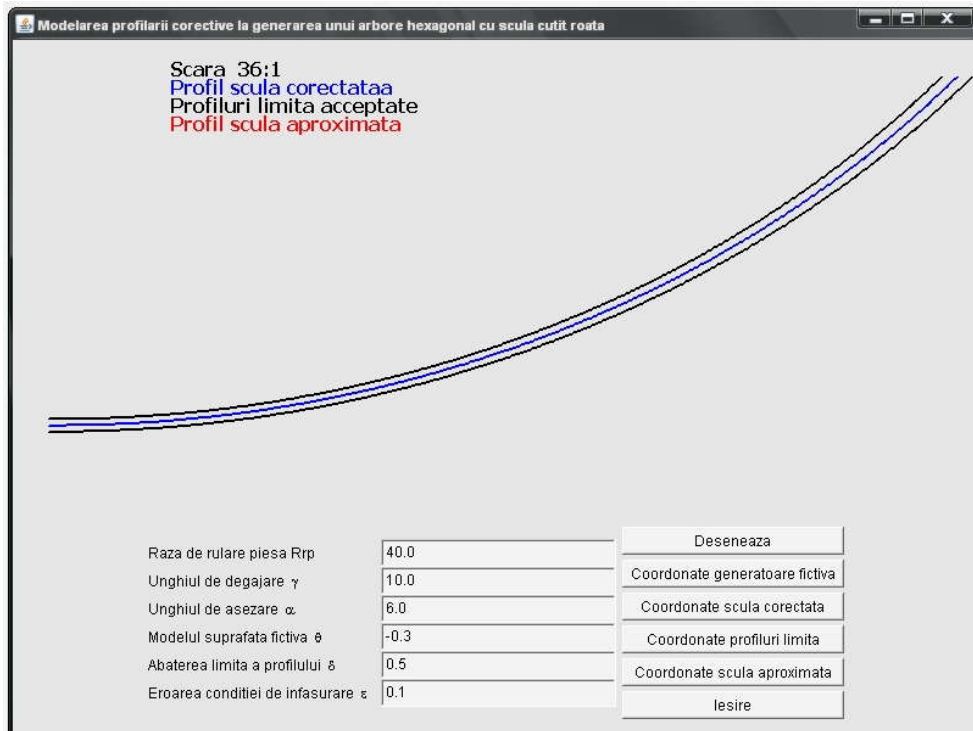 Modelarea profilarii corective la generarea unui arbore hexagonal cu scula cutit roata
Scara 36:1
Profil scula corectataa
Profiluri limita acceptate
Profil scula aproximata
Raza de rulare piesa Rrp 40.0
Unghiul de degajare γ 10.0
Unghiul de asezare α 6.0
Modelul suprafata fictiva θ -0.3
Abaterea limita a profilului δ 0.5
Eroarea conditiei de infasurare ε 0.1
Deseneaza
Coordonate generatoare fictiva
Coordonate scula corectata
Coordonate profiluri limita
Coordonate scula aproximata
Iesire